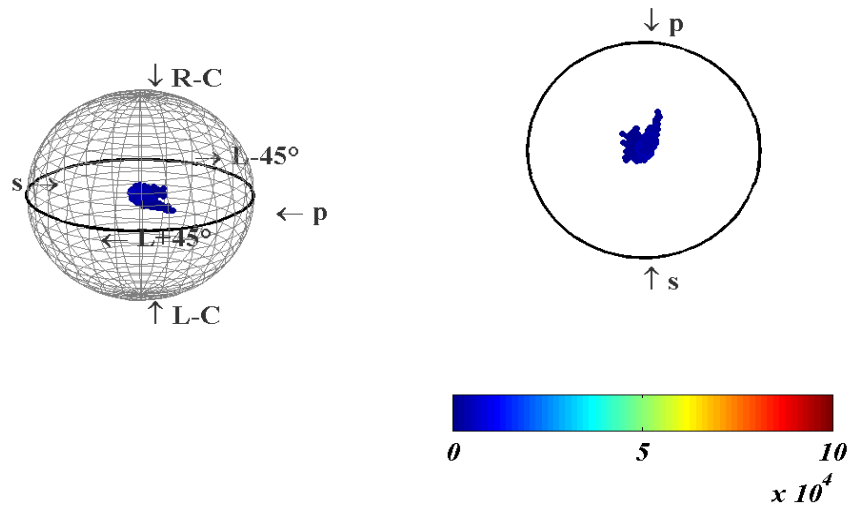 ↓ R-C
→ L-45°
s →
← p
← L+45°
↑ L-C
↓ p
↑ s
0 5 10
x 10⁴